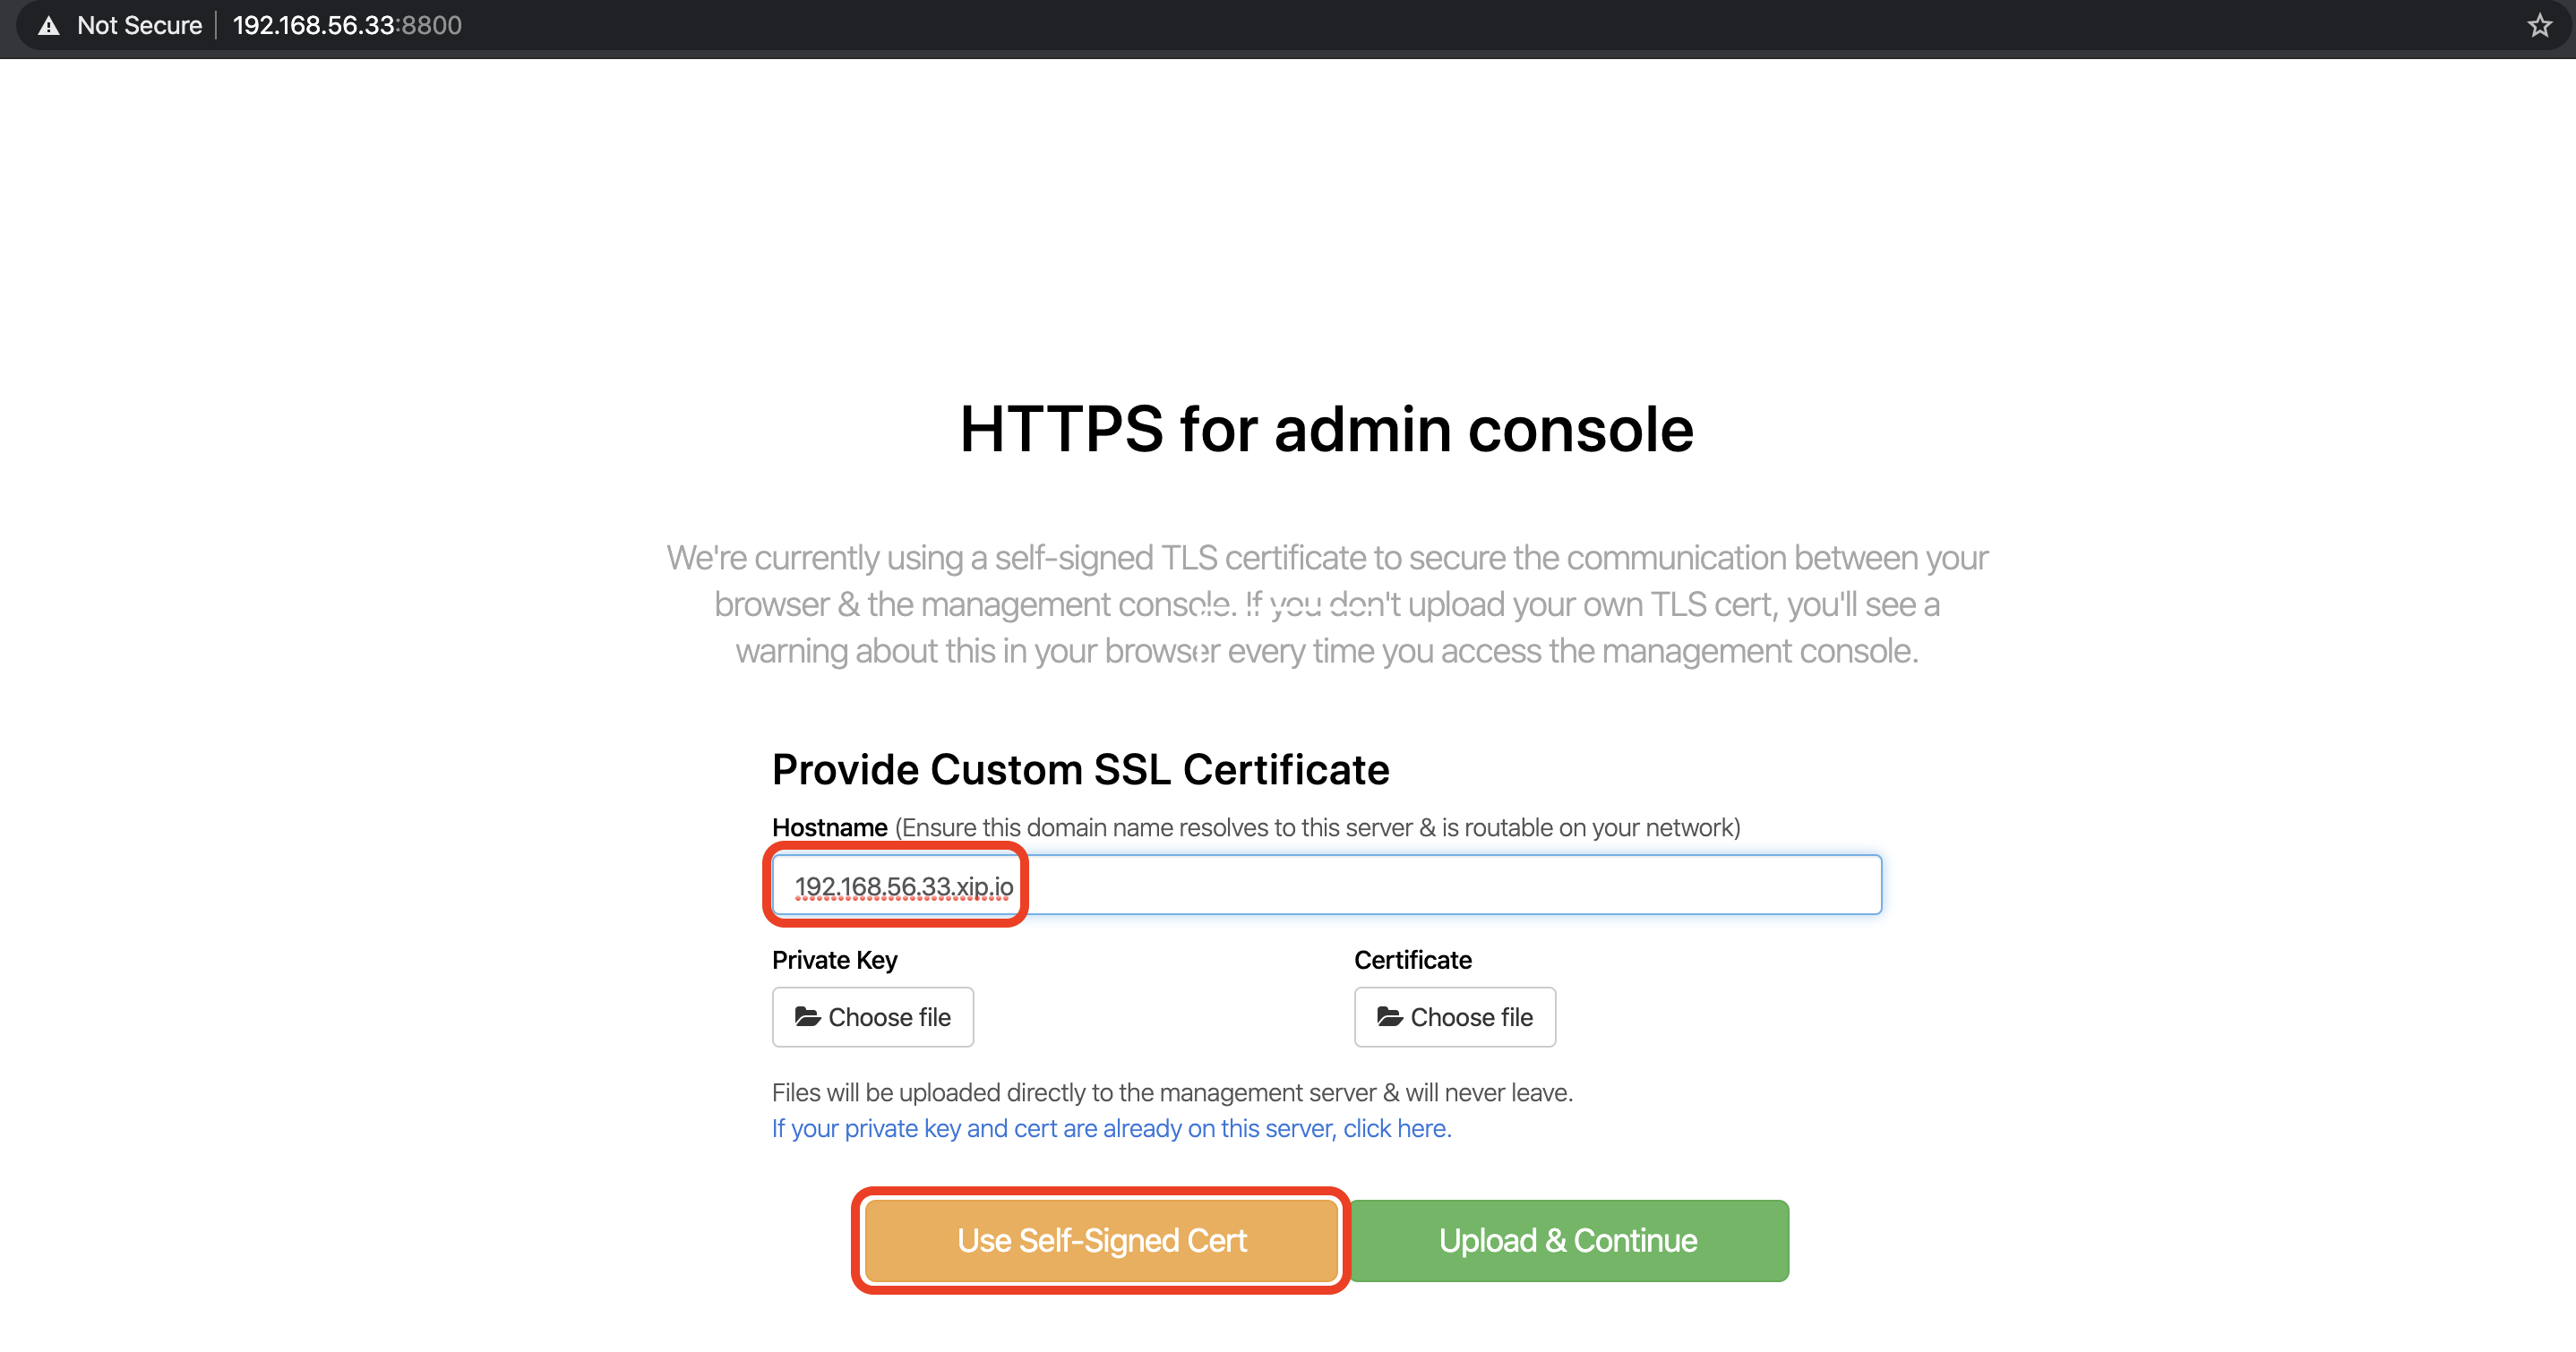 Not Secure | 192.168.56.33:8800
HTTPS for admin console
We're currently using a self-signed TLS certificate to secure the communication between your
browser & the management console. If you don't upload your own TLS cert, you'll see a
warning about this in your browser every time you access the management console.
Provide Custom SSL Certificate
Hostname (Ensure this domain name resolves to this server & is routable on your network)
192.168.56.33.xip.io
Private Key Certificate
Choose file Choose file
Files will be uploaded directly to the management server & will never leave.
If your private key and cert are already on this server, click here.
Use Self-Signed Cert Upload & Continue